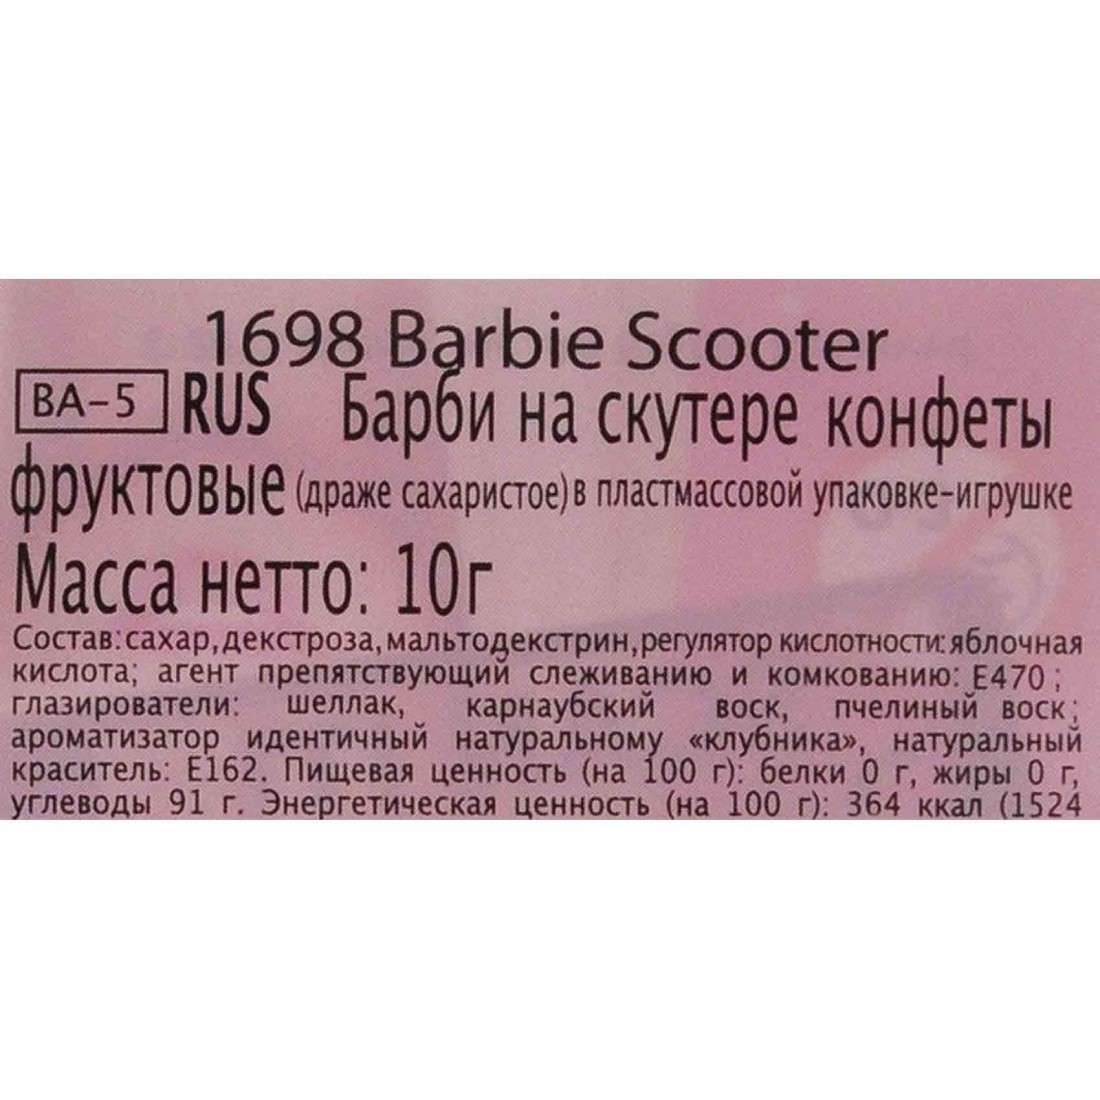 1698 Barbie Scooter
BA-5 RUS Барби на скутере конфеты
фруктовые (драже сахаристое) в пластмассовой упаковке-игрушке
Масса нетто: 10г
Состав: сахар, декстроза, мальтодекстрин, регулятор кислотности: яблочная
кислота; агент препятствующий слеживанию и комкованию: Е470;
глазирователи: шеллак, карнаубский воск, пчелиный воск;
ароматизатор идентичный натуральному «клубника», натуральный
краситель: Е162. Пищевая ценность (на 100 г): белки 0 г, жиры 0 г,
углеводы 91 г. Энергетическая ценность (на 100 г): 364 ккал (1524